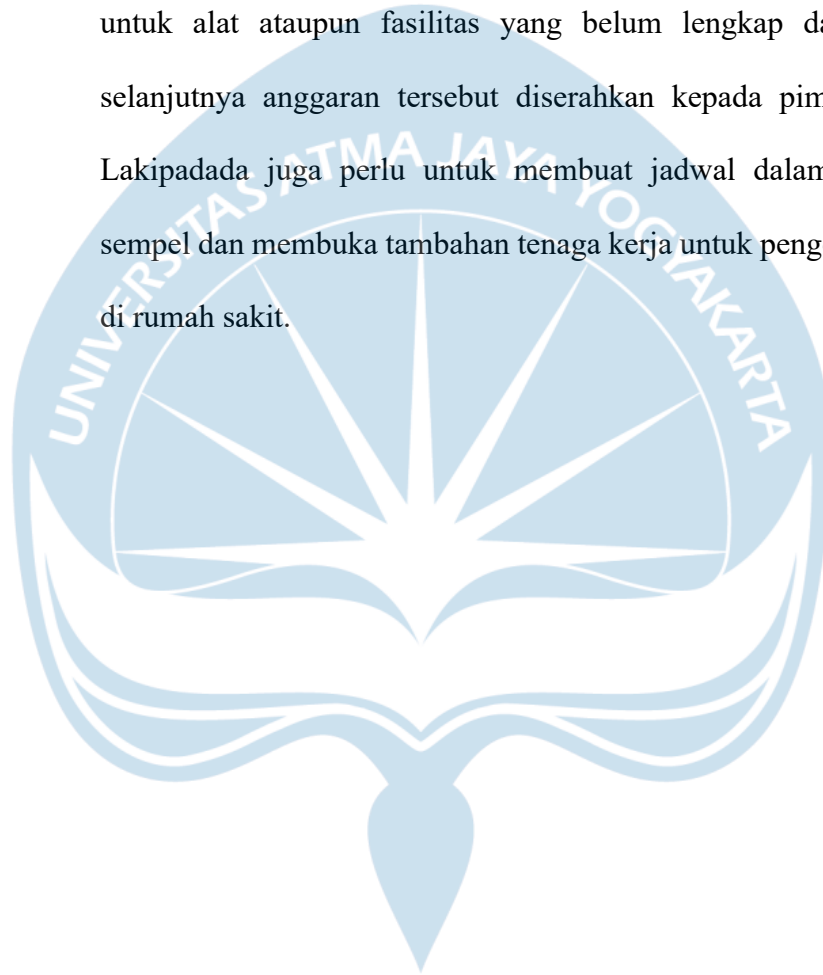 untuk alat ataupun fasilitas yang belum lengkap da
selanjutnya anggaran tersebut diserahkan kepada pim
Lakipadada juga perlu untuk membuat jadwal dalam
sempel dan membuka tambahan tenaga kerja untuk peng
di rumah sakit.
UNIVERSITAS ATMA JAYA YOGYAKARTA